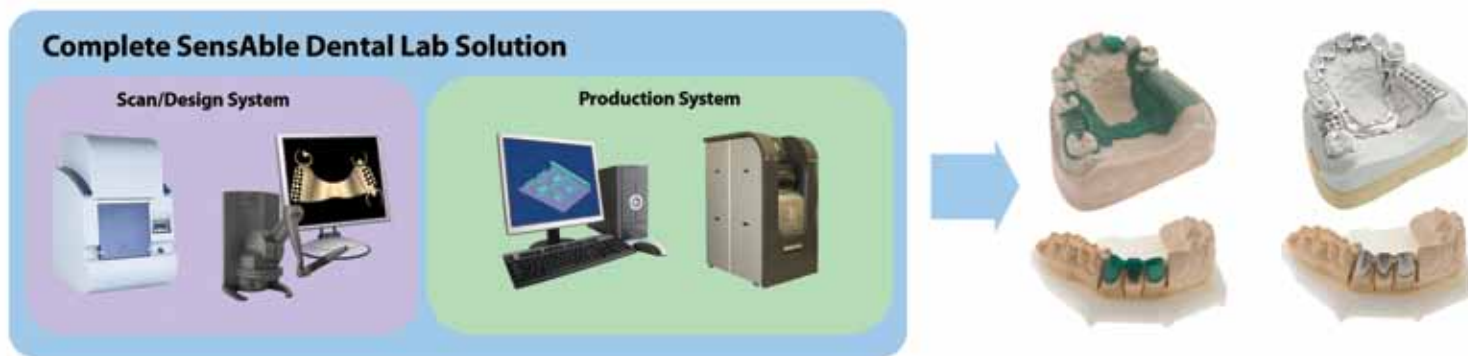 Complete SensAble Dental Lab Solution
Scan/Design System
Production System